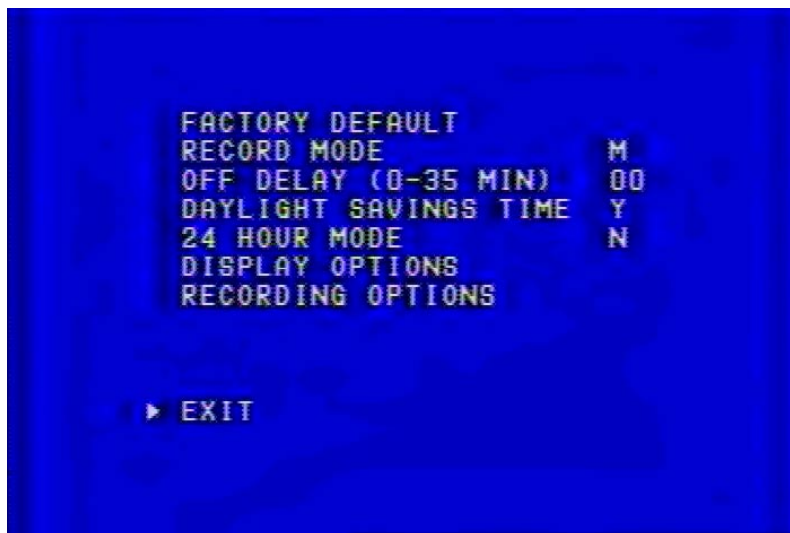 FACTORY DEFAULT
RECORD MODE M
OFF DELAY (0-35 MIN) 00
DAYLIGHT SAVINGS TIME Y
24 HOUR MODE N
DISPLAY OPTIONS
RECORDING OPTIONS
▶ EXIT